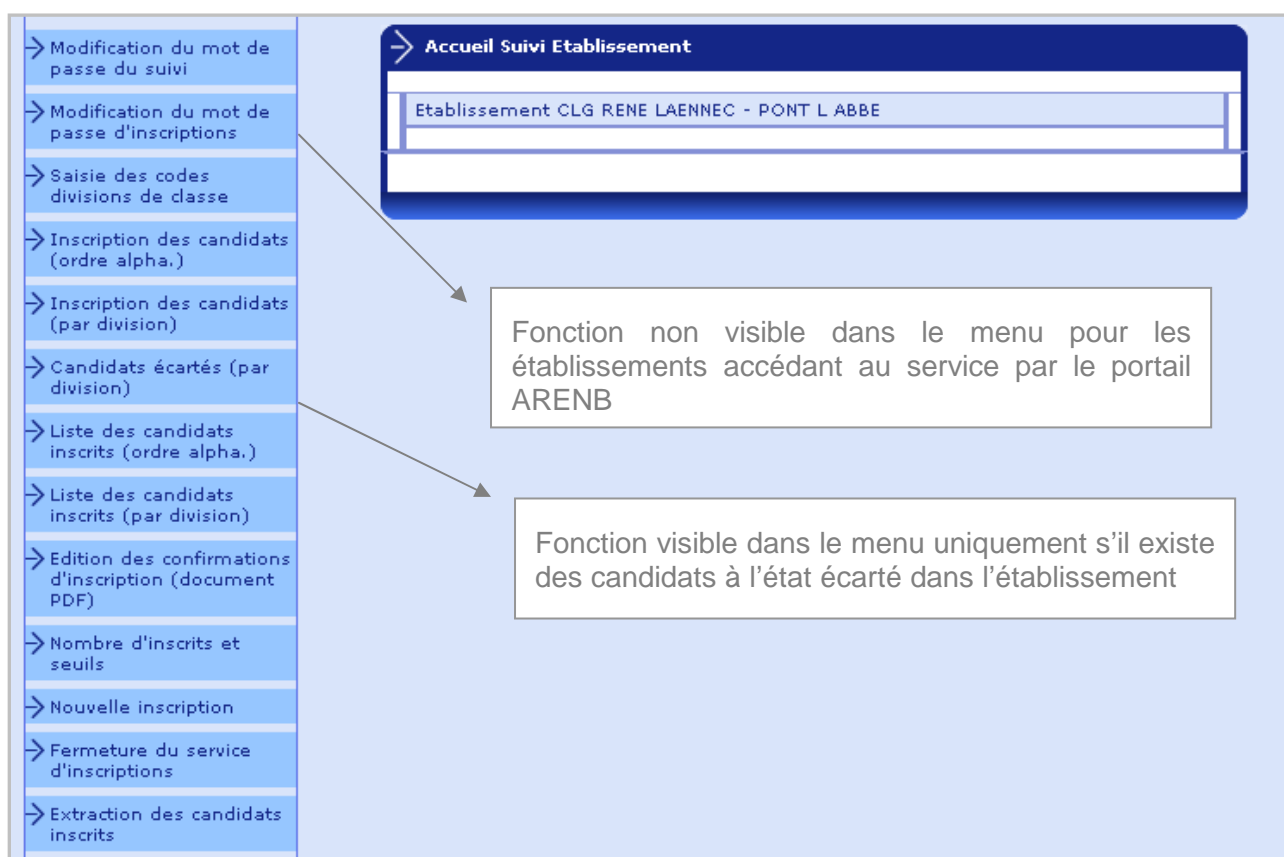 Modification du mot de
passe du suivi
Modification du mot de
passe d'inscriptions
Saisie des codes
divisions de classe
Inscription des candidats
(ordre alpha.)
Inscription des candidats
(par division)
Candidats écartés (par
division)
Liste des candidats
inscrits (ordre alpha.)
Liste des candidats
inscrits (par division)
Edition des confirmations
d'inscription (document
PDF)
Nombre d'inscrits et
seuils
Nouvelle inscription
Fermeture du service
d'inscriptions
Extraction des candidats
inscrits
Accueil Suivi Etablissement
Etablissement CLG RENE LAENNEC - PONT L ABBE
Fonction non visible dans le menu pour les
établissements accédant au service par le portail
ARENB
Fonction visible dans le menu uniquement s’il existe
des candidats à l’état écarté dans l’établissement